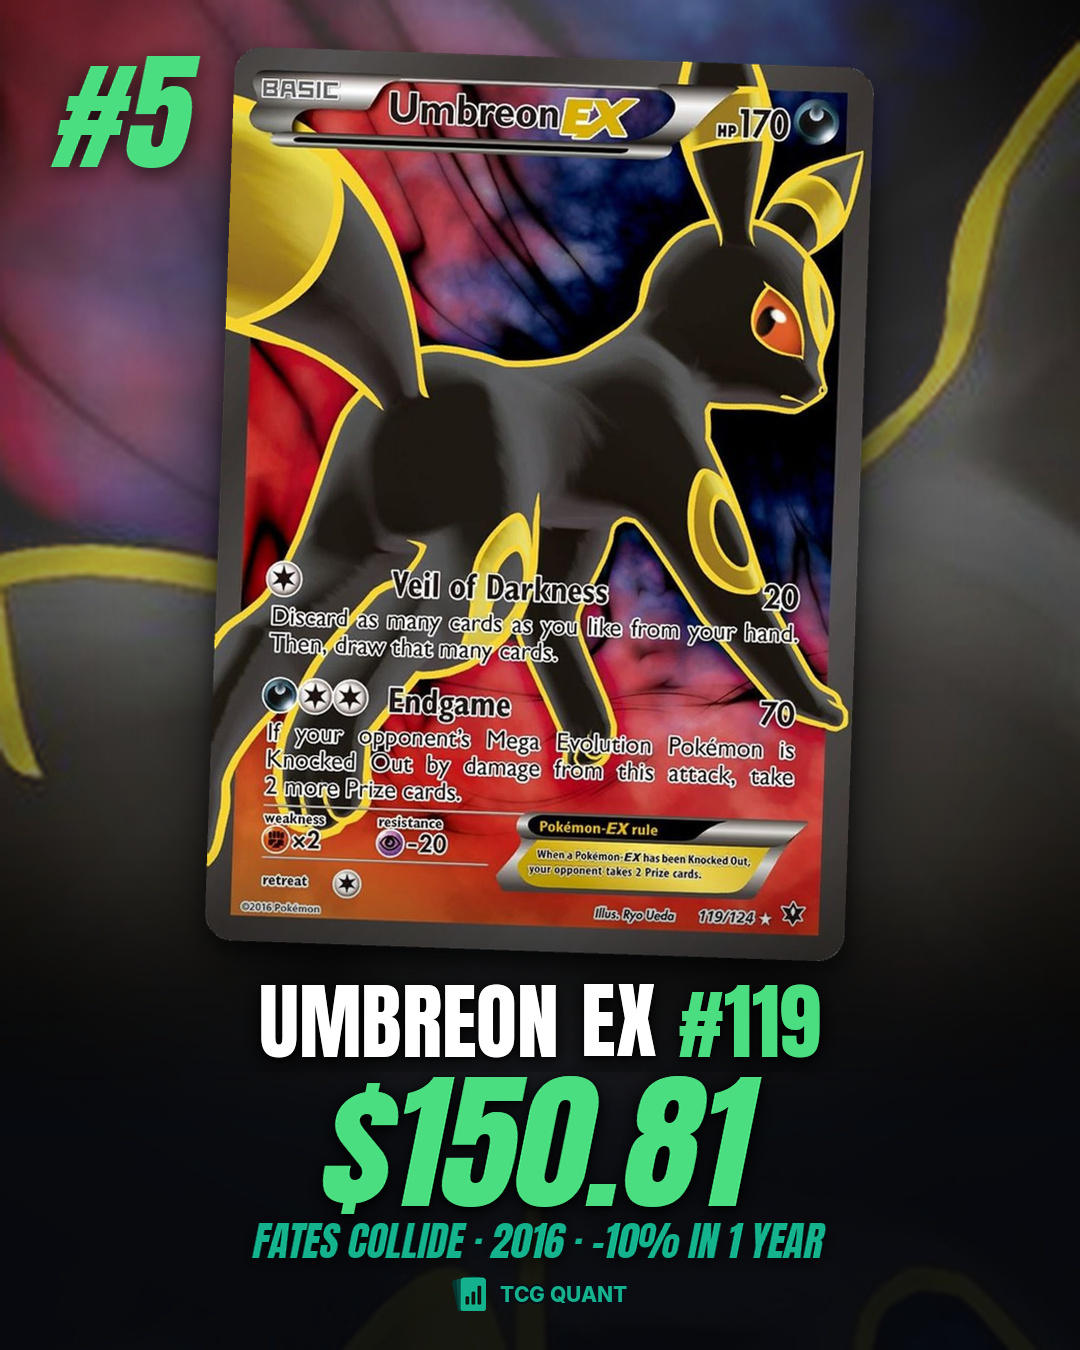 #5
BASIC
Umbreon EX
HP 170
Veil of Darkness 20
Discard as many cards as you like from your hand.
Then, draw that many cards.
Endgame 70
If your opponent's Mega Evolution Pokémon is
Knocked Out by damage from this attack, take
2 more Prize cards.
weakness
×2
resistance
-20
Pokémon-EX rule
When a Pokémon-EX has been Knocked Out,
your opponent takes 2 Prize cards.
retreat
©2016 Pokémon
Illus. Ryo Ueda
119/124
UMBREON EX #119
$150.81
FATES COLLIDE · 2016 · -10% IN 1 YEAR
TCG QUANT